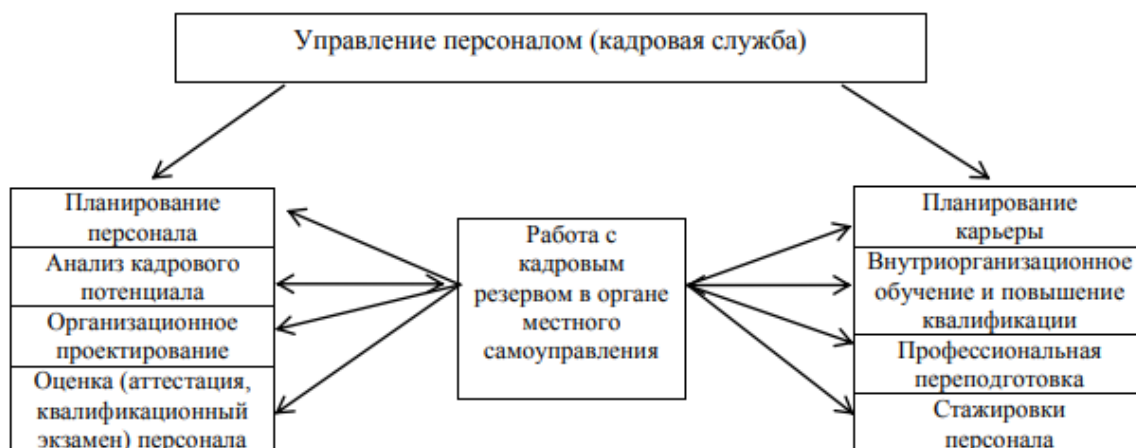 Управление персоналом (кадровая служба)
Планирование
персонала
Анализ кадрового
потенциала
Организационное
проектирование
Оценка (аттестация,
квалификационный
экзамен) персонала
Работа с
кадровым
резервом в органе
местного
самоуправления
Планирование
карьеры
Внутриорганизационное
обучение и повышение
квалификации
Профессиональная
переподготовка
Стажировки
персонала